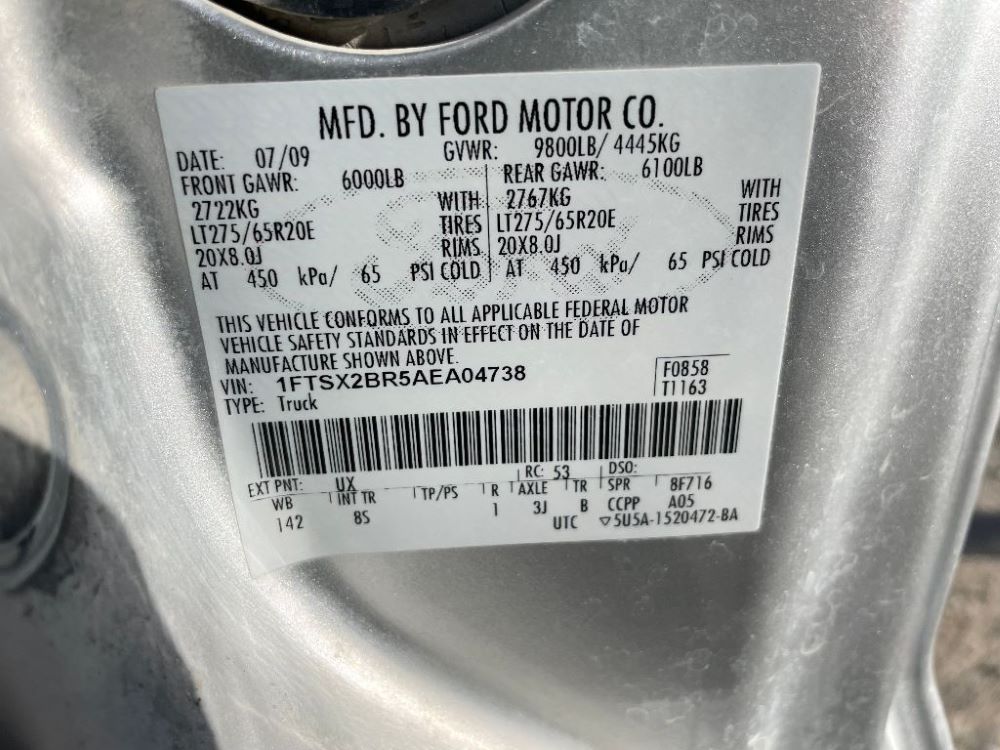 MFD. BY FORD MOTOR CO.
DATE: 07/09 GVWR: 9800LB/ 4445KG
FRONT GAWR: 6000LB REAR GAWR: 6100LB
2722KG WITH 2767KG WITH
LT275/65R20E TIRES LT275/65R20E TIRES
20X8.0J RIMS 20X8.0J RIMS
AT 450 kPa/ 65 PSI COLD AT 450 kPa/ 65 PSI COLD
THIS VEHICLE CONFORMS TO ALL APPLICABLE FEDERAL MOTOR
VEHICLE SAFETY STANDARDS IN EFFECT ON THE DATE OF
MANUFACTURE SHOWN ABOVE.
VIN: 1FTSX2BR5AEA04738 F0858
TYPE: Truck T1163
EXT PNT: UX RC: 53 DSO:
WB INT TR TP/PS R AXLE TR SPR 8F716
142 8S 1 3J B CCPP A05
UTC ▽5U5A-1520472-BA